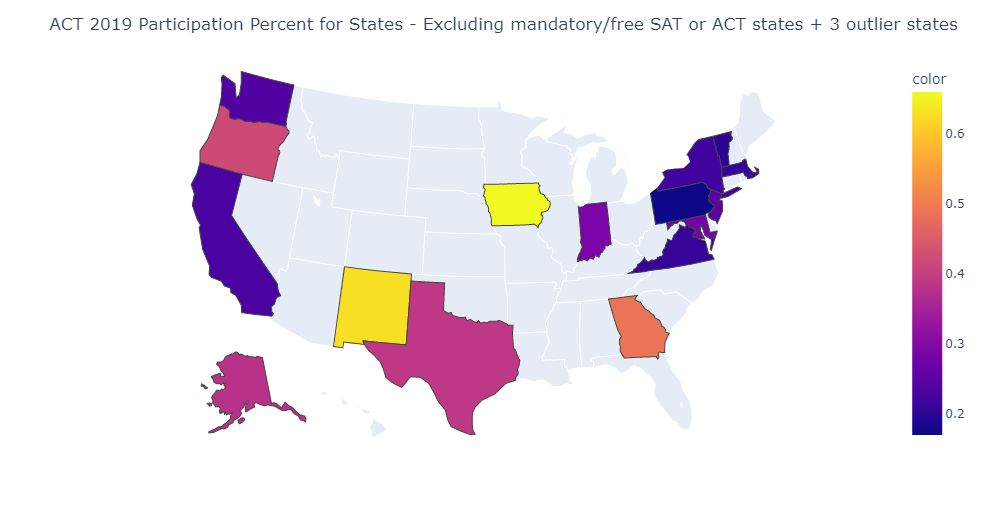 ACT 2019 Participation Percent for States - Excluding mandatory/free SAT or ACT states + 3 outlier states
color
0.6
0.5
0.4
0.3
0.2